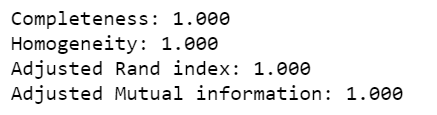 Completeness: 1.000
Homogeneity: 1.000
Adjusted Rand index: 1.000
Adjusted Mutual information: 1.000